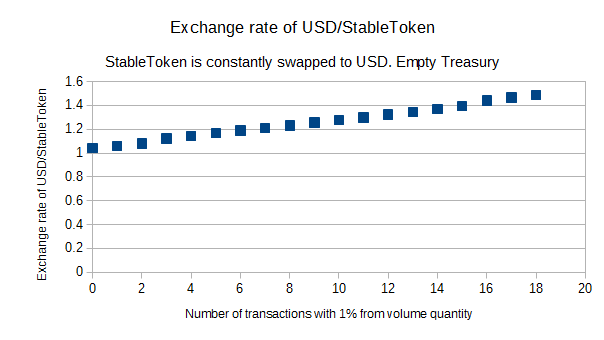 Exchange rate of USD/StableToken
StableToken is constantly swapped to USD. Empty Treasury
Exchange rate of USD/StableToken
1.6
1.4
1.2
1
0.8
0.6
0.4
0.2
0
0 2 4 6 8 10 12 14 16 18 20
Number of transactions with 1% from volume quantity